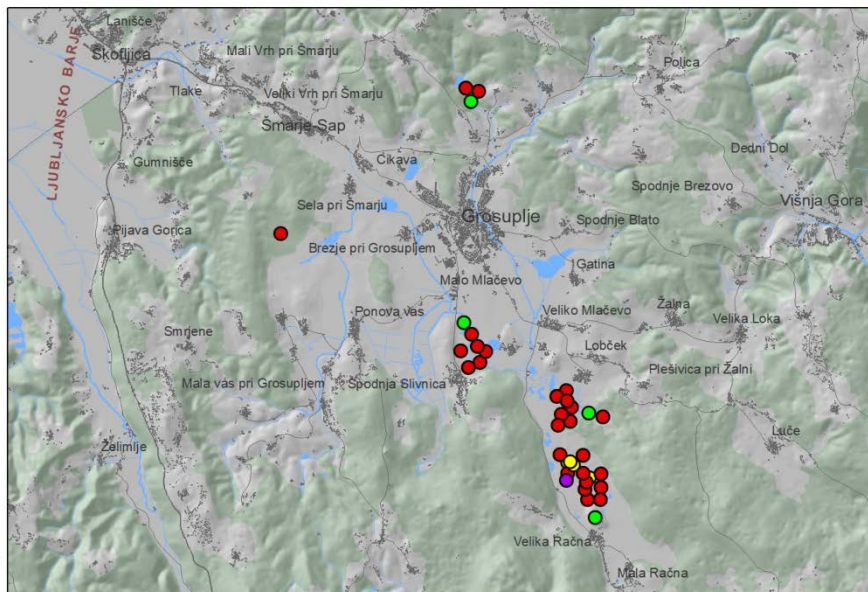 Lanišče
Škofljica
Mali Vrh pri Šmarju
Polica
LJUBLJANSKO BARJE
Tlake
Veliki Vrh pri Šmarju
Šmarje-Sap
Dedni Dol
Cikava
Gumnišče
Spodnje Brezovo
Sela pri Šmarju
Višnja Gora
Grosuplje
Spodnje Blato
Pijava Gorica
Brezje pri Grosupljem
Gatina
Malo Mlačevo
Žalna
Ponova vas
Veliko Mlačevo
Velika Loka
Smrjene
Lobček
Mala vas pri Grosupljem
Spodnja Slivnica
Plešivica pri Žalni
Luče
Želimlje
Velika Račna
Mala Račna